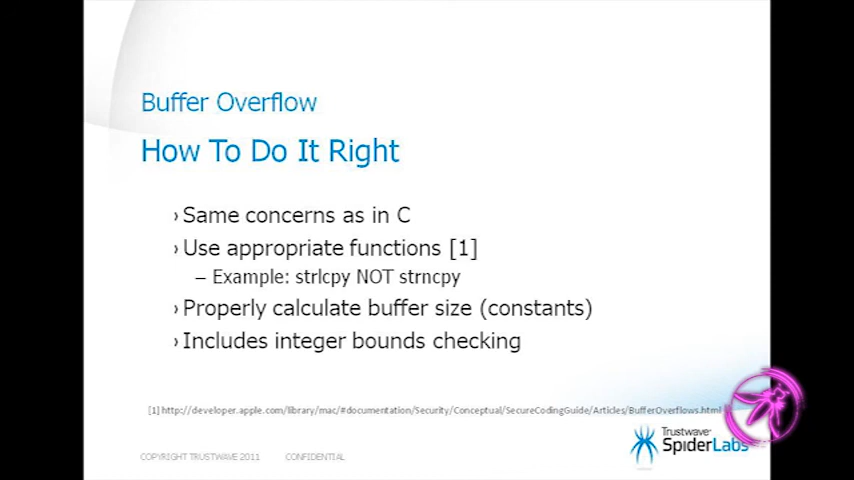 Buffer Overflow
How To Do It Right
› Same concerns as in C
› Use appropriate functions [1]
– Example: strlcpy NOT strncpy
› Properly calculate buffer size (constants)
› Includes integer bounds checking
[1] http://developer.apple.com/library/mac/#documentation/Security/Conceptual/SecureCodingGuide/Articles/BufferOverflows.html
Trustwave®
SpiderLabs
COPYRIGHT TRUSTWAVE 2011 CONFIDENTIAL